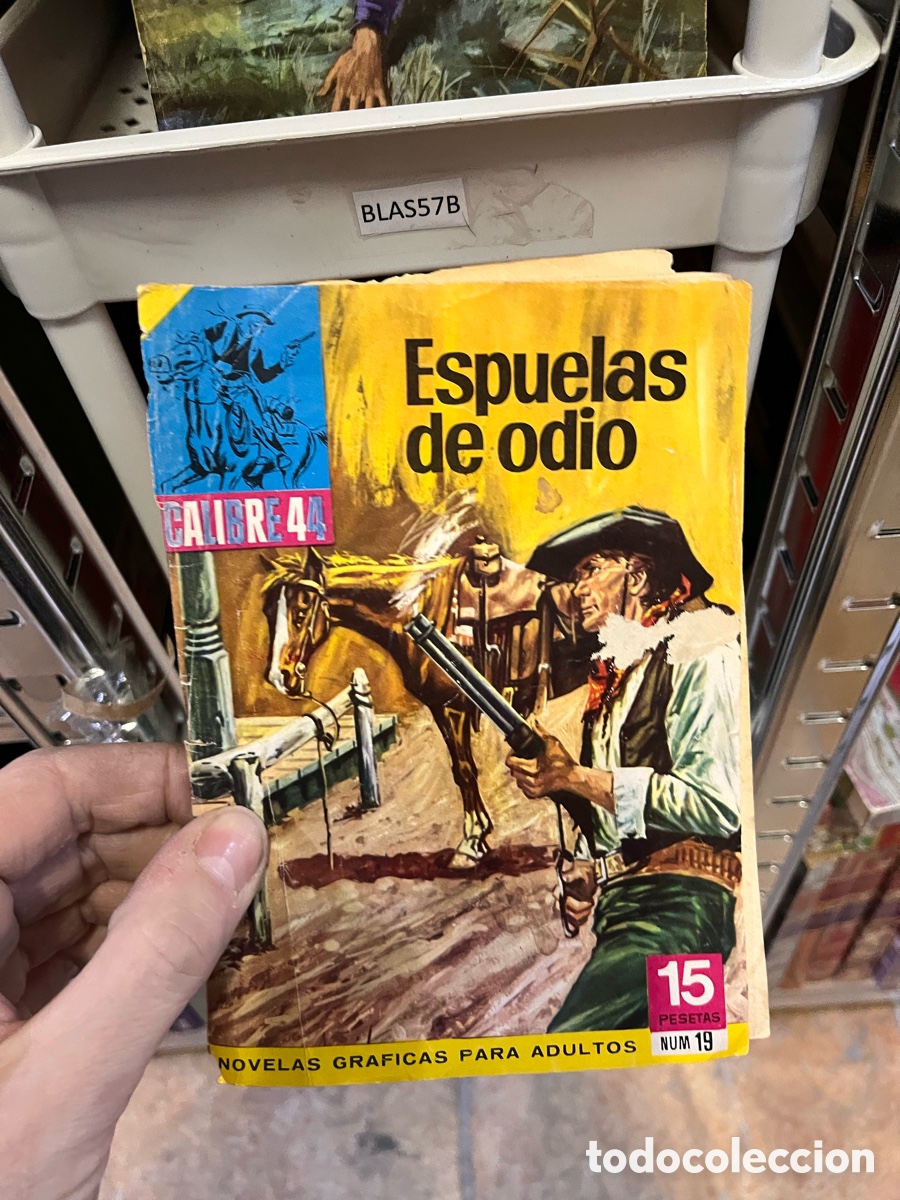 BLAS57B
Espuelas
de odio
CALIBRE 44
15
PESETAS
NUM 19
NOVELAS GRAFICAS PARA ADULTOS
todocoleccion